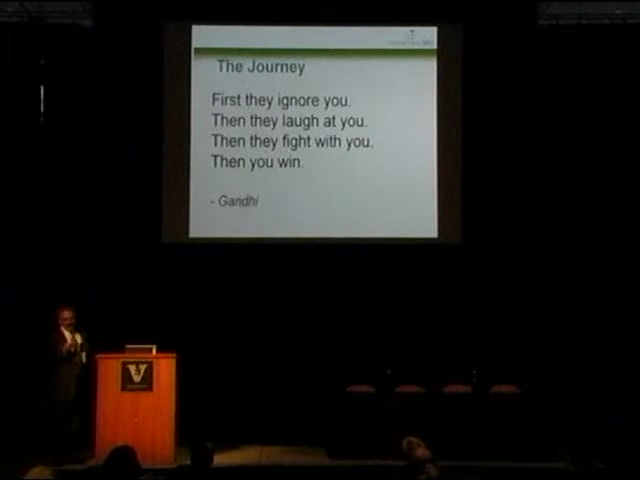 The Journey
First they ignore you.
Then they laugh at you.
Then they fight with you.
Then you win.
- Gandhi
V